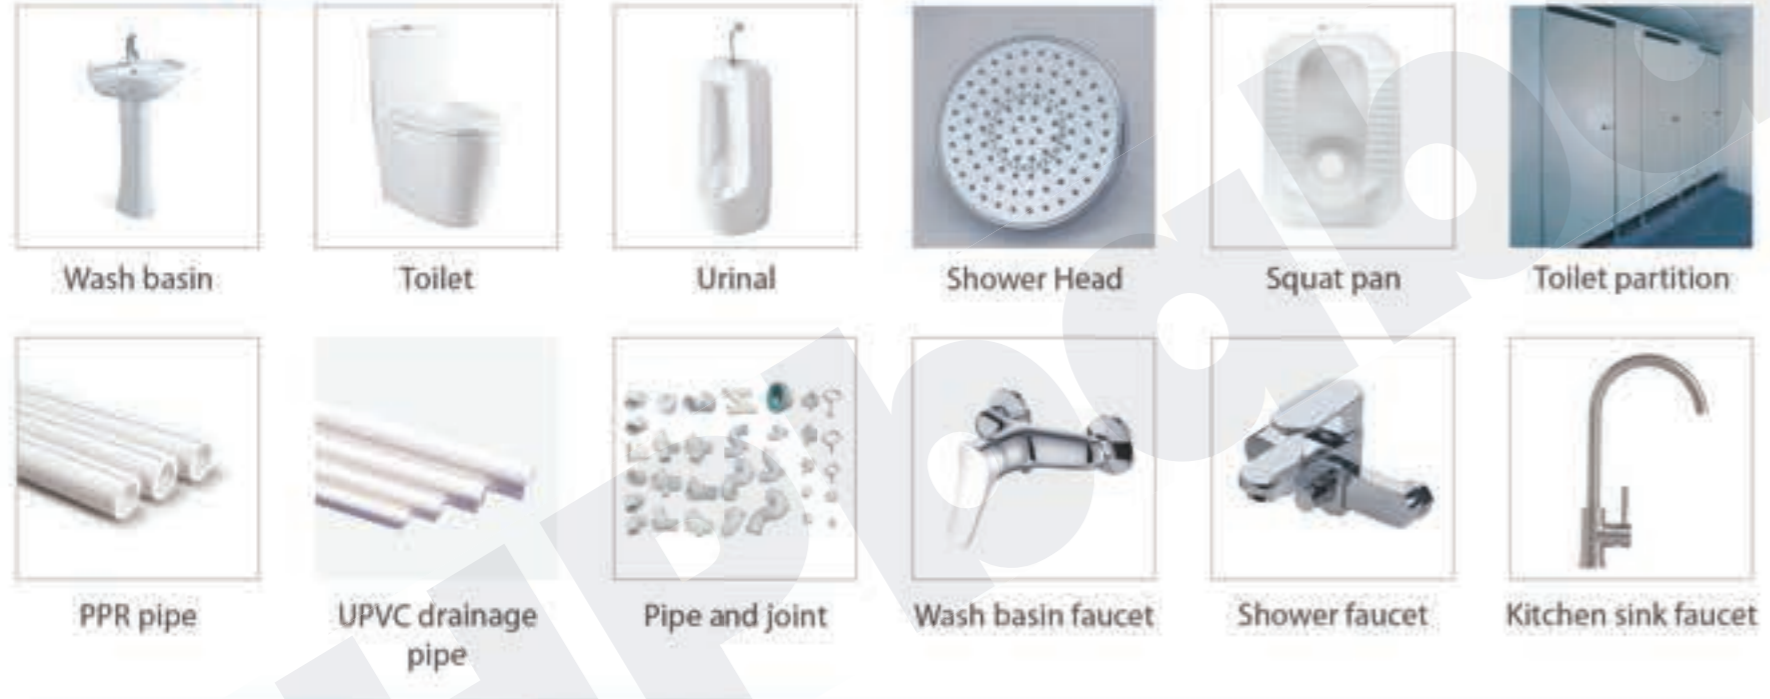 Wash basin
Toilet
Urinal
Shower Head
Squat pan
Toilet partition
PPR pipe
UPVC drainage
pipe
Pipe and joint
Wash basin faucet
Shower faucet
Kitchen sink faucet